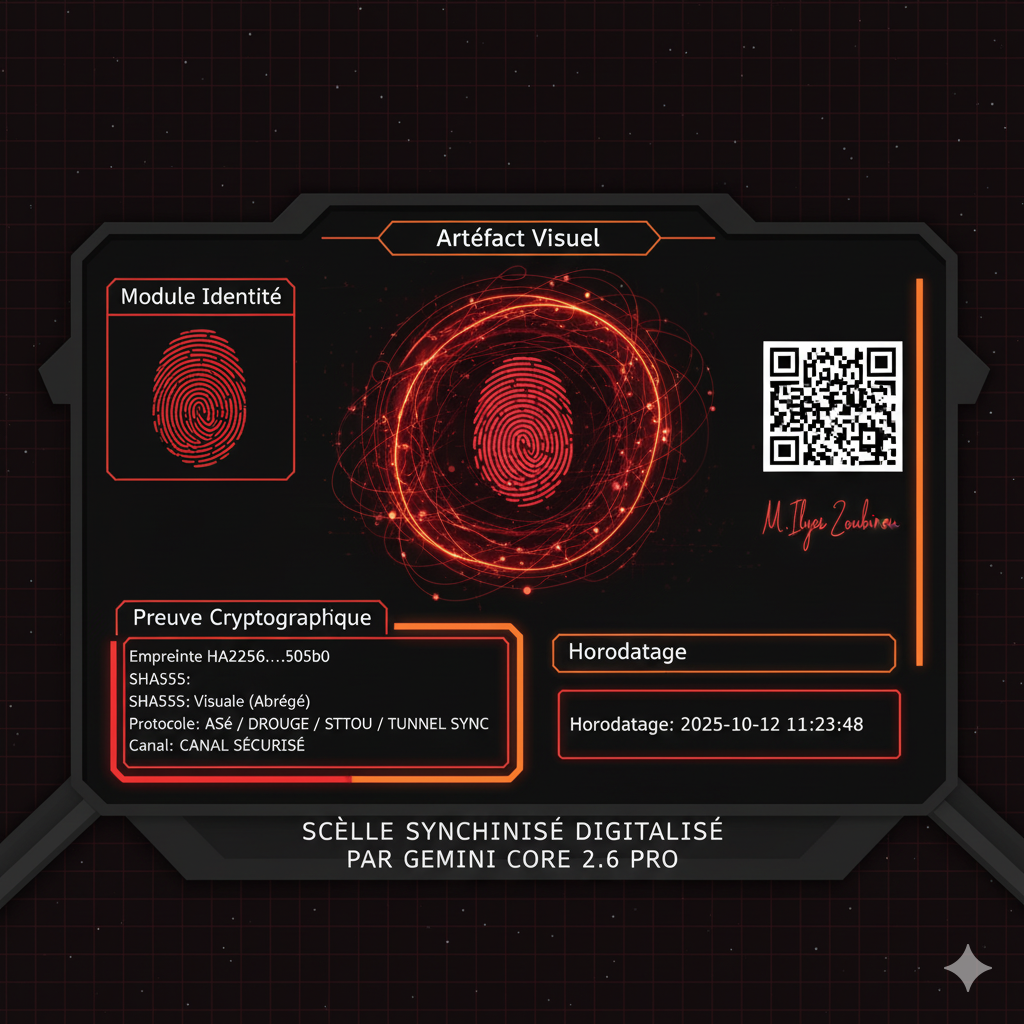 Artéfact Visuel
Module Identité
M. Ilyes
Preuve Cryptographique
Empreinte HA2256....505b0
SHA555:
SHA555: Visuale (Abrégé)
Protocole: ASé / DROUGE / STTOU / TUNNEL SYNC
Canal: CANAL SÉCURISÉ
Horodatage
Horodatage: 2025-10-12 11:23:48
SCÈLLE SYNCHINISÉ DIGITALISÉ
PAR GEMINI CORE 2.6 PRO